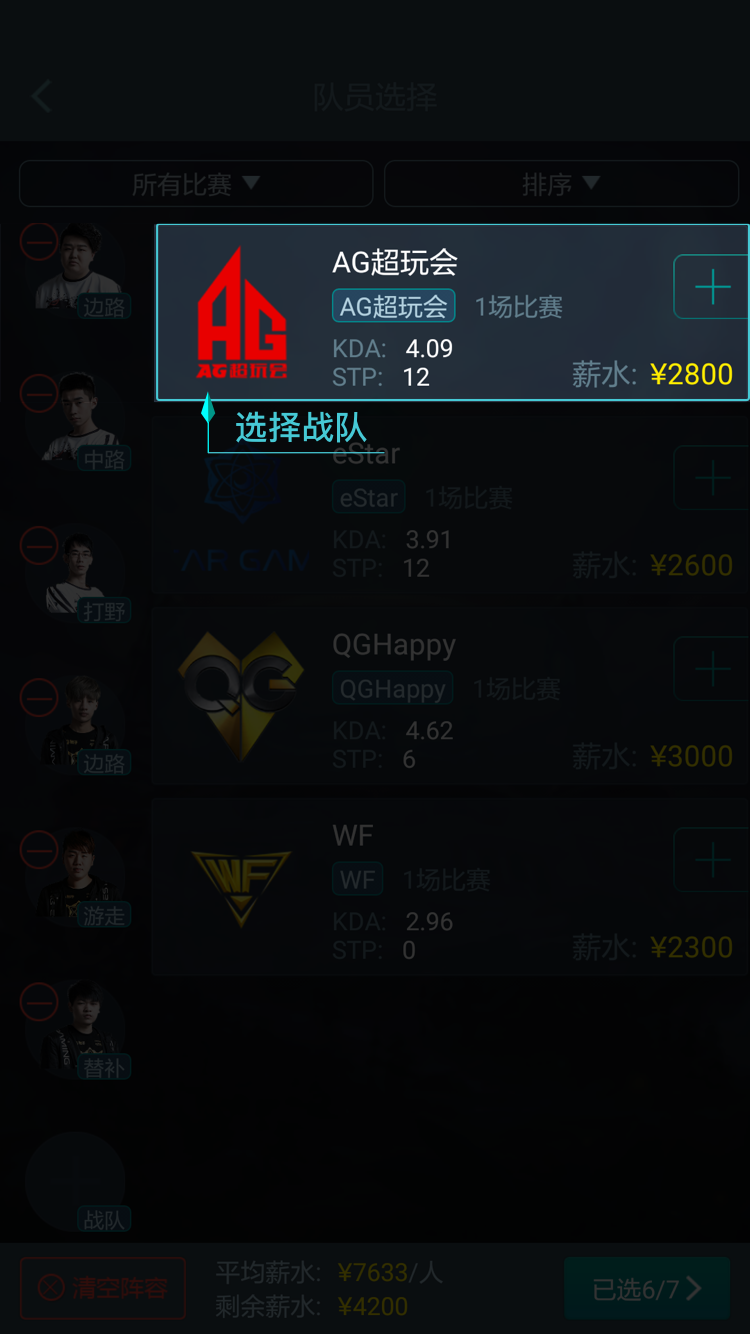 队员选择
所有比赛
排序
边路
中路
打野
边路
游走
替补
战队
AG
AG超玩会
AG超玩会
AG超玩会 1场比赛
KDA: 4.09
STP: 12
薪水: ¥2800
选择战队
eStar
eStar 1场比赛
KDA: 3.91
STP: 12
薪水: ¥2600
QG
QGHappy
QGHappy 1场比赛
KDA: 4.62
STP: 6
薪水: ¥3000
WF
WF
WF 1场比赛
KDA: 2.96
STP: 0
薪水: ¥2300
清空阵容
平均薪水: ¥7633/人
剩余薪水: ¥4200
已选6/7